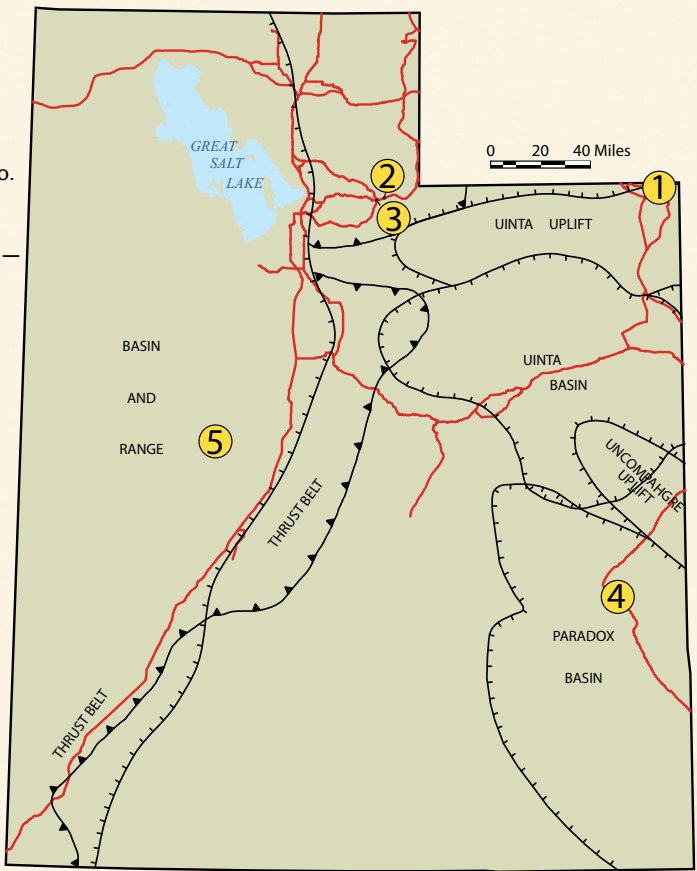 o.
—
GREAT
SALT
LAKE
0 20 40 Miles
2
1
3
UINTA UPLIFT
BASIN
AND
RANGE
5
UINTA
BASIN
UNCOMPAHGRE
UPLIFT
THRUST BELT
4
PARADOX
BASIN
THRUST BELT